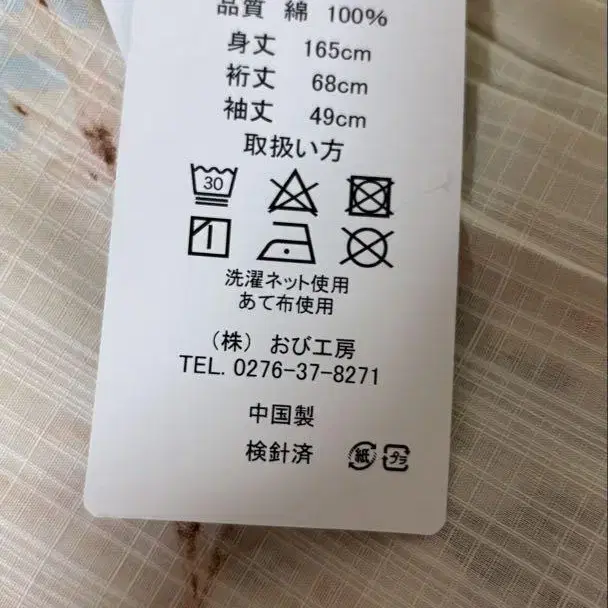 品質 綿 100%
身丈 165cm
裄丈 68cm
袖丈 49cm
取扱い方
30
洗濯ネット使用
あて布使用
(株) おび工房
TEL. 0276-37-8271
中国製
検針済 紙 プラ